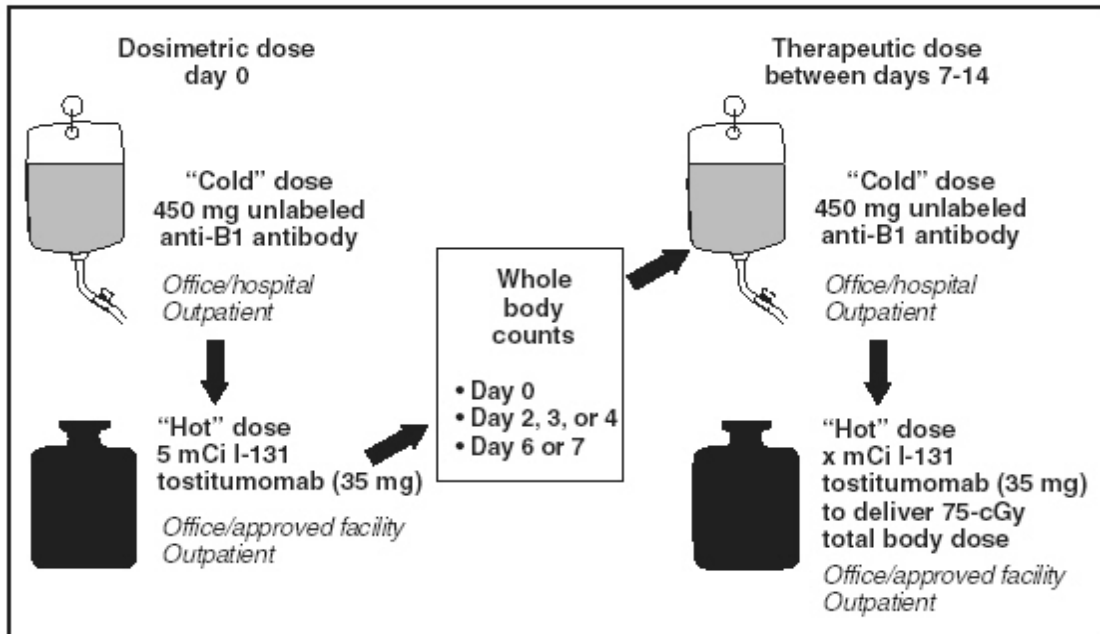 Dosimetric dose
day 0
"Cold" dose
450 mg unlabeled
anti-B1 antibody
Office/hospital
Outpatient
"Hot" dose
5 mCi I-131
tostitumomab (35 mg)
Office/approved facility
Outpatient
Whole
body
counts
• Day 0
• Day 2, 3, or 4
• Day 6 or 7
Therapeutic dose
between days 7-14
"Cold" dose
450 mg unlabeled
anti-B1 antibody
Office/hospital
Outpatient
"Hot" dose
x mCi I-131
tostitumomab (35 mg)
to deliver 75-cGy
total body dose
Office/approved facility
Outpatient